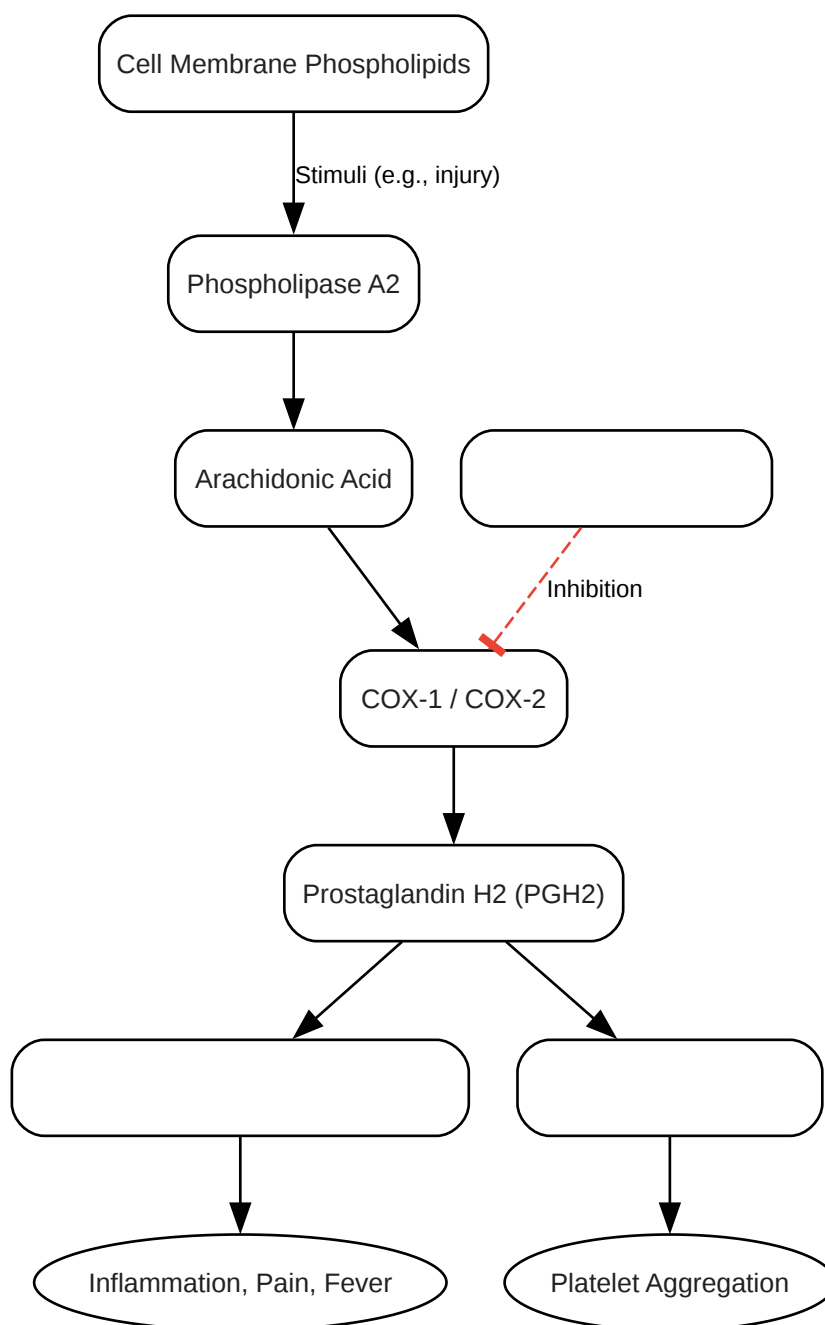 Cell Membrane Phospholipids
Stimuli (e.g., injury)
Phospholipase A2
Arachidonic Acid
Inhibition
COX-1 / COX-2
Prostaglandin H2 (PGH2)
Inflammation, Pain, Fever
Platelet Aggregation